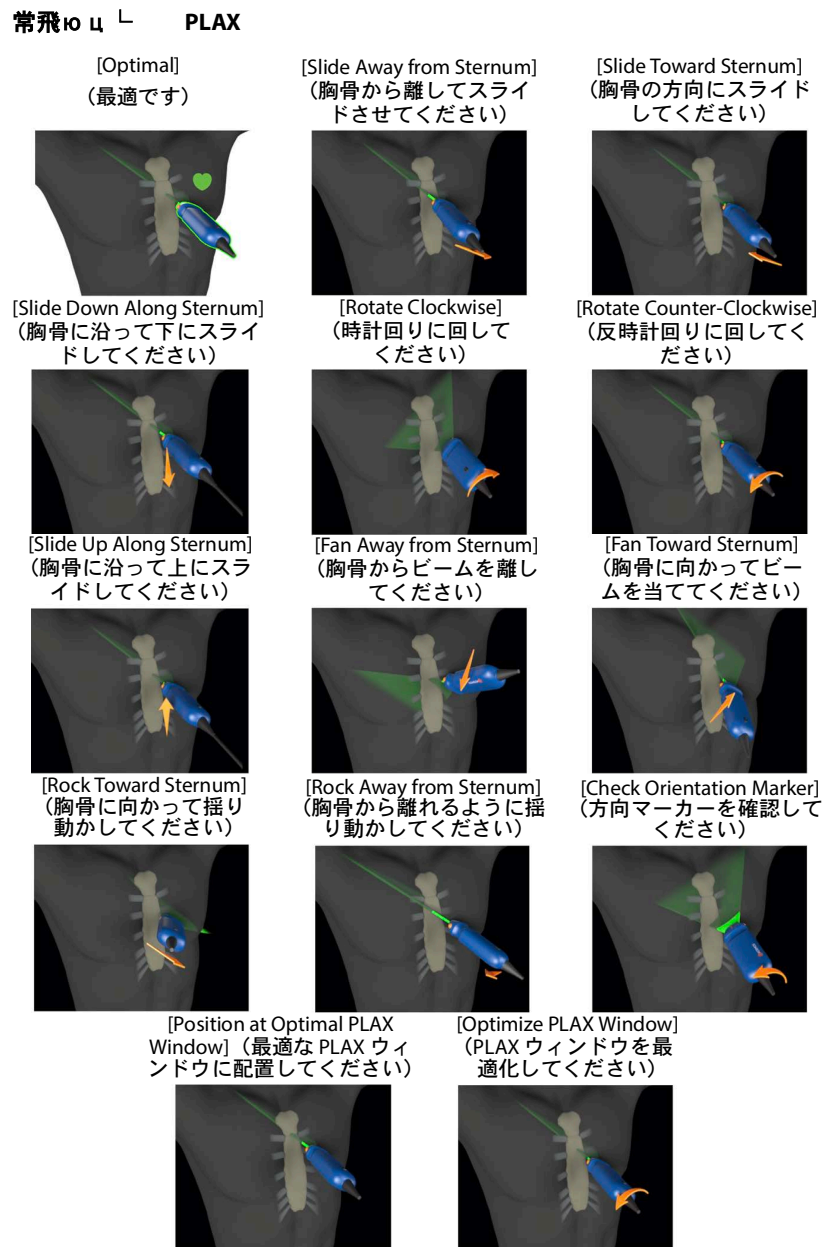 常飛ю ц └ PLAX
[Optimal]
（最適です）
[Slide Away from Sternum]
（胸骨から離してスライ
ドさせてください）
[Slide Toward Sternum]
（胸骨の方向にスライド
してください）
[Slide Down Along Sternum]
（胸骨に沿って下にスライ
ドしてください）
[Rotate Clockwise]
（時計回りに回して
ください）
[Rotate Counter-Clockwise]
（反時計回りに回してく
ださい）
[Slide Up Along Sternum]
（胸骨に沿って上にスラ
イドしてください）
[Fan Away from Sternum]
（胸骨からビームを離し
てください）
[Fan Toward Sternum]
（胸骨に向かってビー
ムを当ててください）
[Rock Toward Sternum]
（胸骨に向かって揺り
動かしてください）
[Rock Away from Sternum]
（胸骨から離れるように揺
り動かしてください）
[Check Orientation Marker]
（方向マーカーを確認して
ください）
[Position at Optimal PLAX
Window]（最適な PLAX ウィ
ンドウに配置してください）
[Optimize PLAX Window]
（PLAX ウィンドウを最
適化してください）